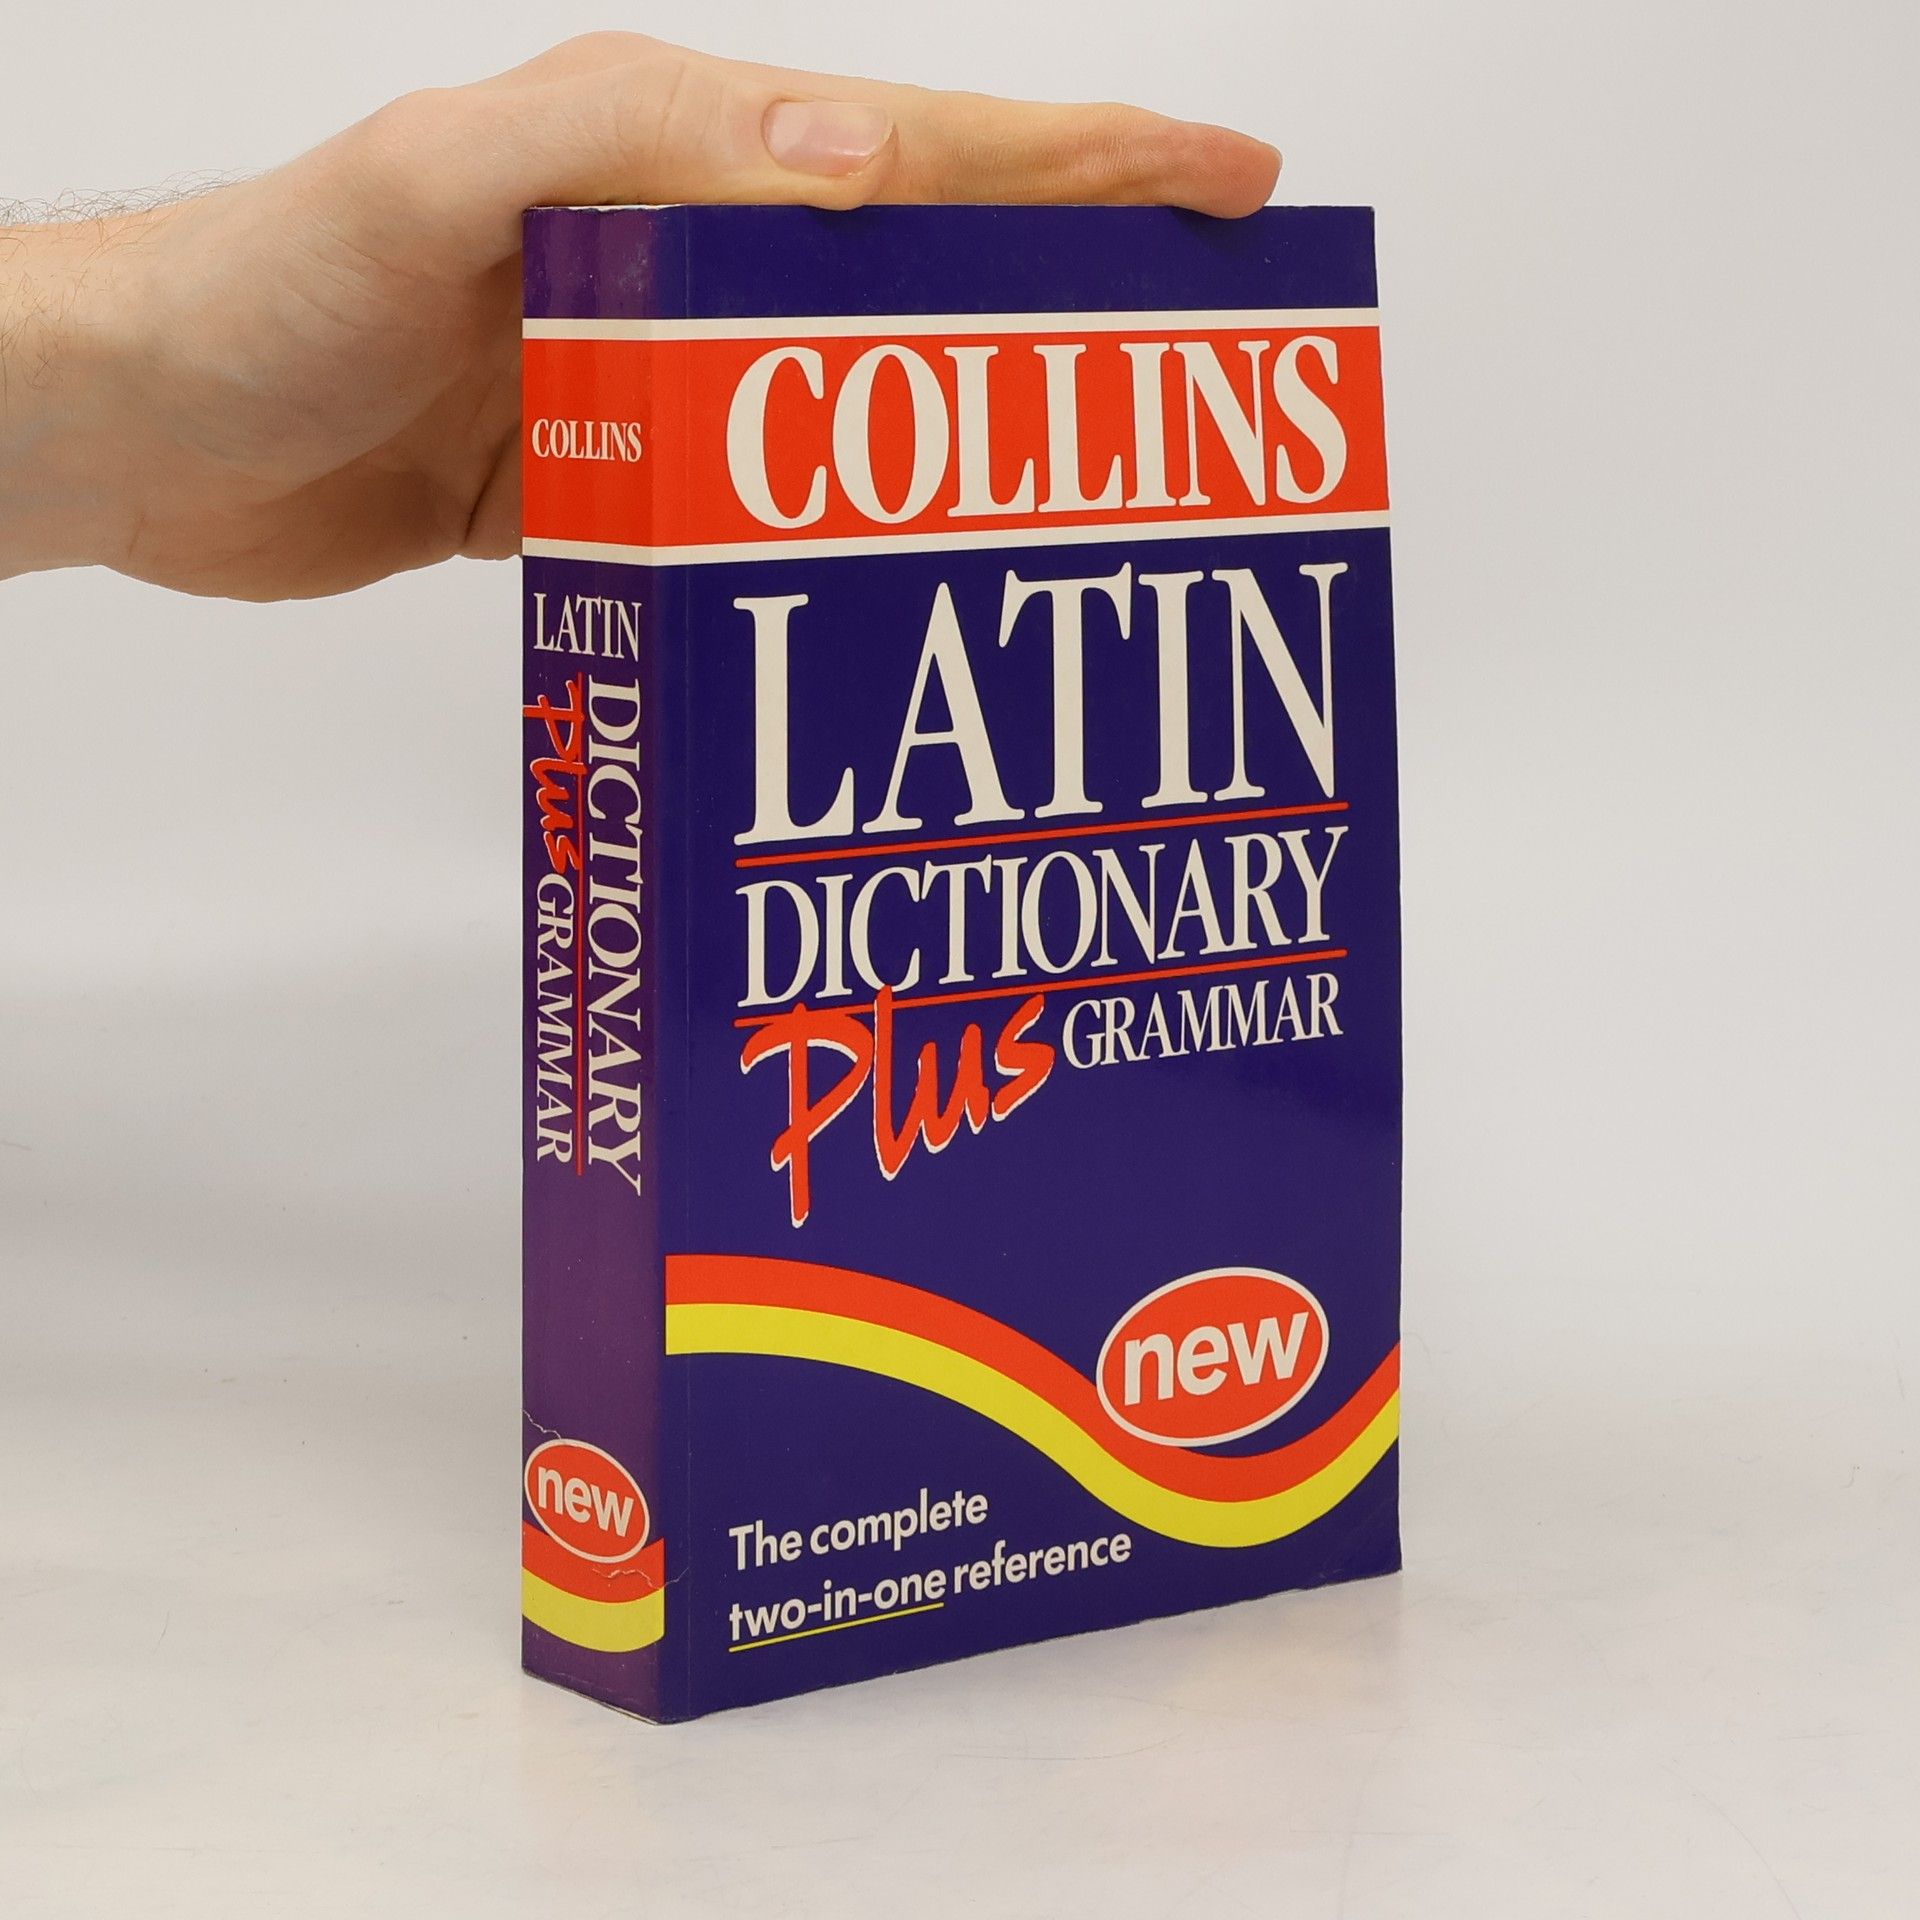 COLLINS
LATIN
DICTIONARY
Plus GRAMMAR
new
COLLINS
LATIN
DICTIONARY
Plus GRAMMAR
new
The complete
two-in-one reference